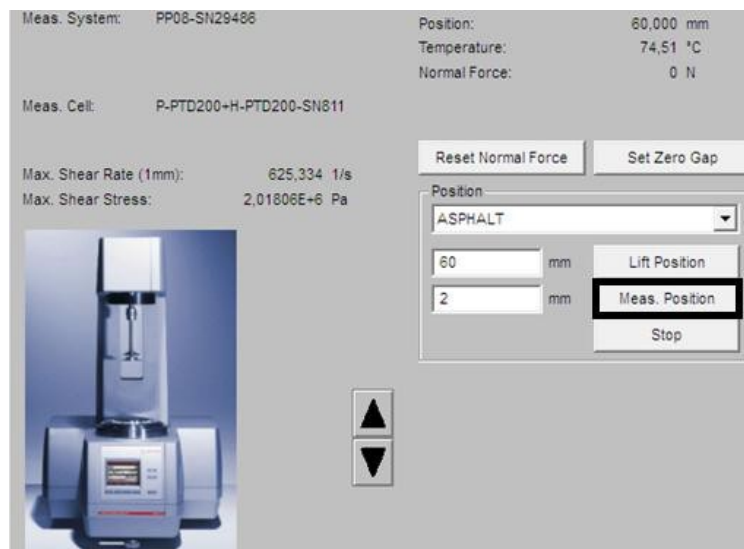 Meas. System: PP08-SN29486
Meas. Cell: P-PTD200+H-PTD200-SN811
Max. Shear Rate (1mm): 625,334 1/s
Max. Shear Stress: 2,01806E+6 Pa
Position: 60,000 mm
Temperature: 74,51 °C
Normal Force: 0 N
Reset Normal Force
Set Zero Gap
Position
ASPHALT
60 mm
Lift Position
2 mm
Meas. Position
Stop